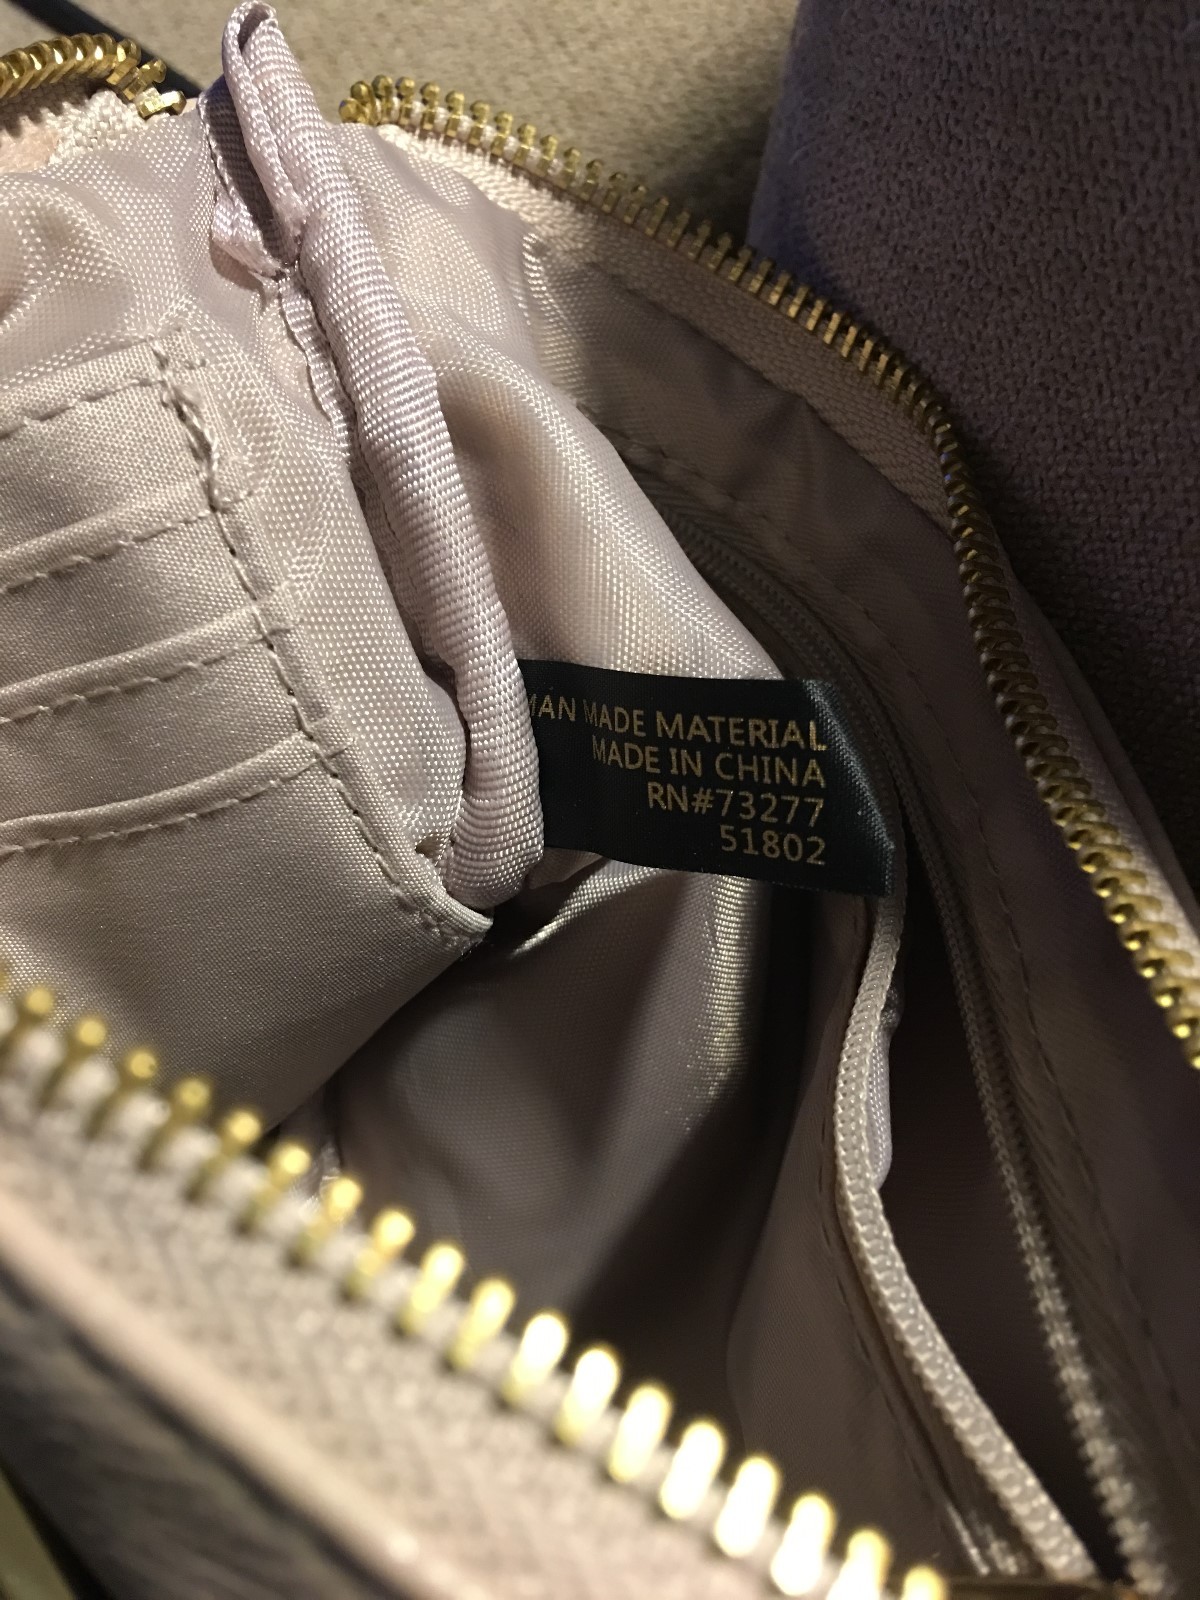 MAN MADE MATERIAL
MADE IN CHINA
RN#73277
51802